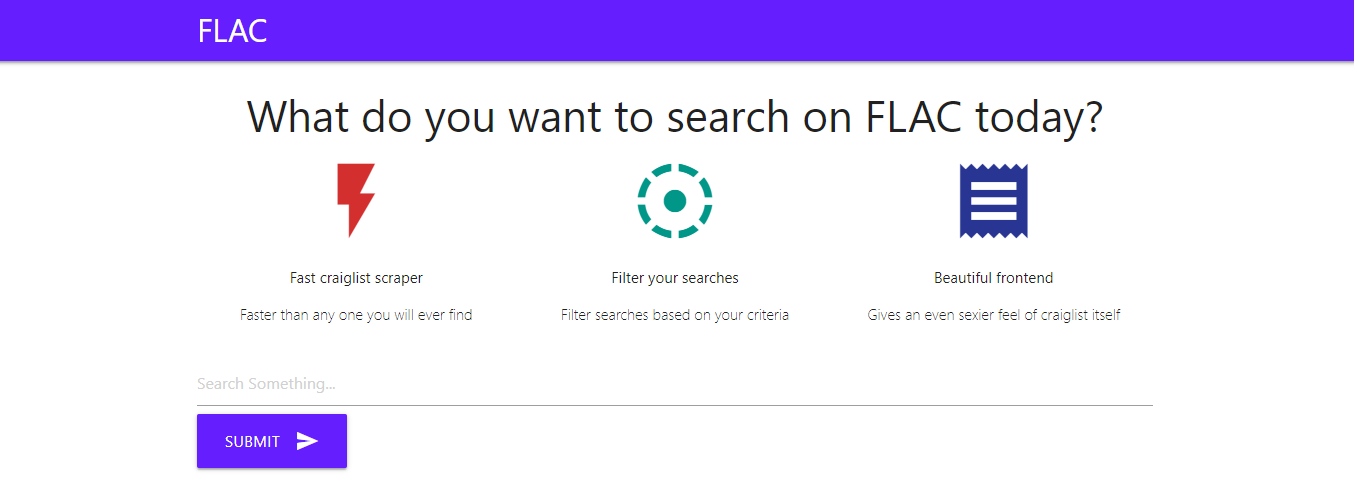 FLAC
What do you want to search on FLAC today?
Fast craiglist scraper
Filter your searches
Beautiful frontend
Faster than any one you will ever find
Filter searches based on your criteria
Gives an even sexier feel of craiglist itself
Search Something...
SUBMIT